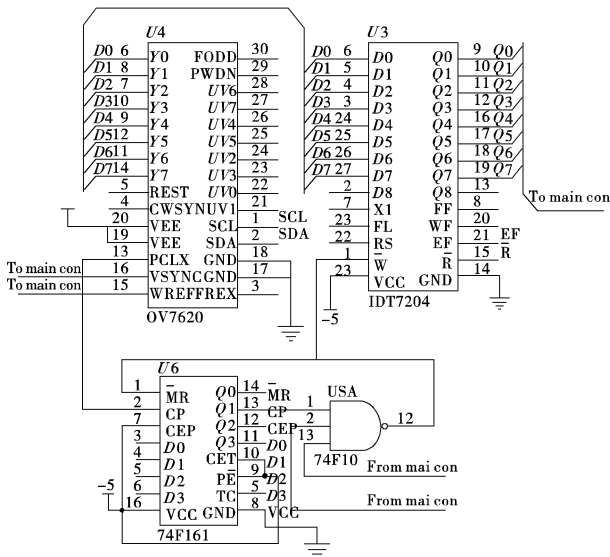 U4
U3
D0 6 Y0 FODD 30
D1 8 Y1 PWDN 29
D2 7 Y2 UV6 28
D3 10 Y3 UV7 27
D4 9 Y4 UV4 26
D5 12 Y5 UV5 25
D6 11 Y6 UV2 24
D7 14 Y7 UV3 23
5 REST UV0 22
4 CWSYN UV1 21
20 VEE SCL 1 SCL
19 VEE SDA 2 SDA
13 PCLX GND 18
To main con 16 VSYNC GND 17
To main con 15 WREF FREX 3
OV7620
D0 6 D0 Q0 9 Q0
D1 5 D1 Q1 10 Q1
D2 4 D2 Q2 11 Q2
D3 3 D3 Q3 12 Q3
D4 24 D4 Q4 16 Q4
D5 25 D5 Q5 17 Q5
D6 26 D6 Q6 18 Q6
D7 27 D7 Q7 19 Q7
2 D8 Q8 13
7 X1 FF 8
23 FL WF 20
22 RS EF 21 EF
1 W R 15 R
23 VCC GND 14
To main con
-5
IDT7204
U6
1 MR Q0 14 MR
2 CP Q1 13 CP
7 CEP Q2 12 CEP
3 D0 Q3 11 D0
4 D1 CET 10 D1
5 D2 PE 9 D2
6 D3 TC 5 D3
-5 16 VCC GND 8 VCC
74F161
USA
1
2
13
12
74F10
From mai con
From mai con